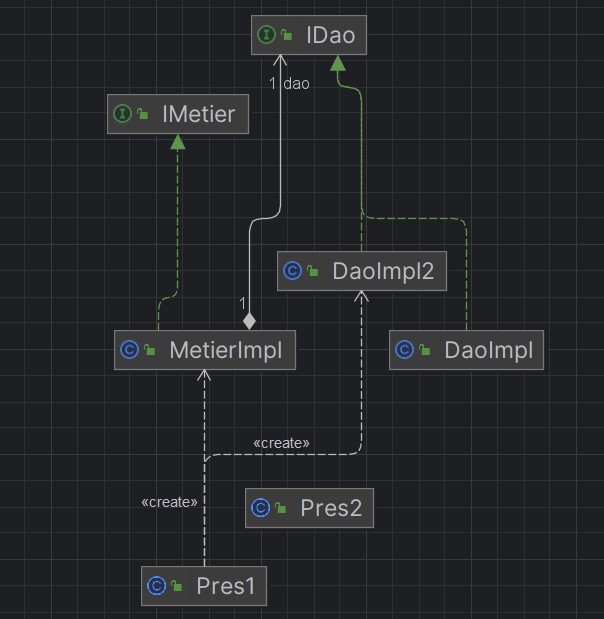 IDao
1 dao
IMetier
DaoImpl2
1
MetierImpl
DaoImpl
«create»
«create»
Pres2
Pres1